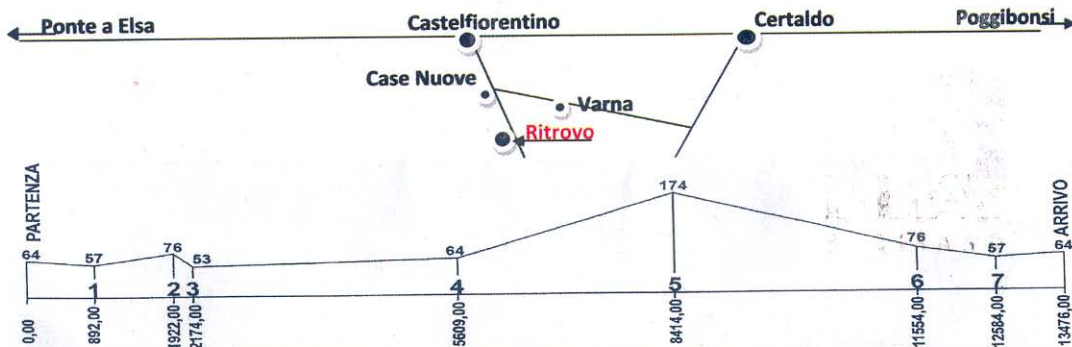 Ponte a Elsa
Castelfiorentino
Certaldo
Poggibonsi
Case Nuove
Varna
Ritrovo
PARTENZA
ARRIVO
64 57 76 53 64 174 76 57 64
1 2 3 4 5 6 7
0,00 892,00 1922,00 2174,00 5609,00 8414,00 11554,00 12584,00 13476,00